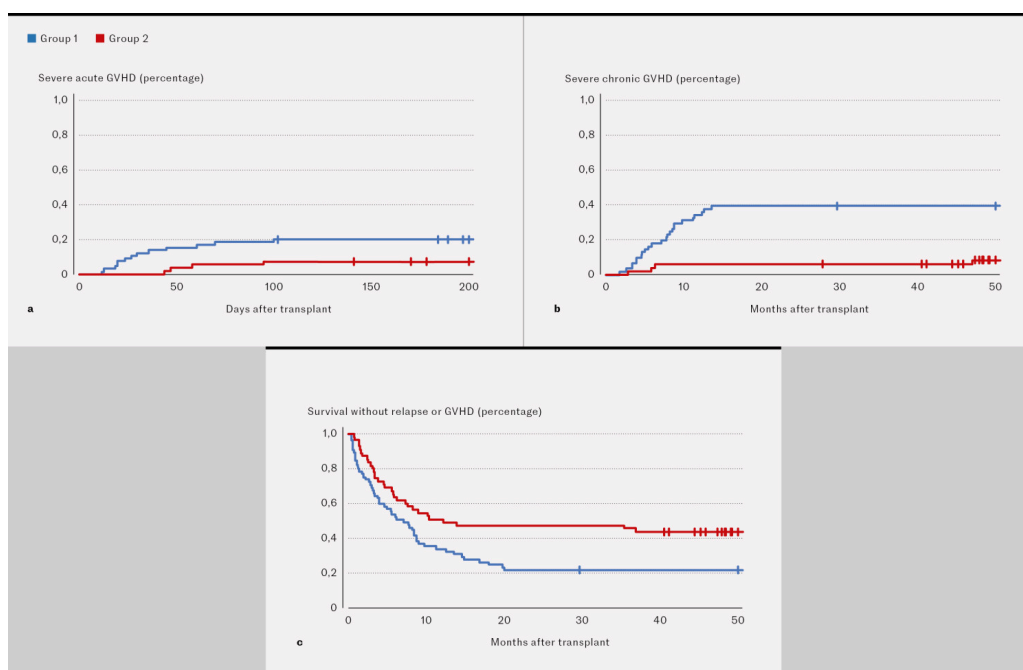 Group 1 Group 2
Severe acute GVHD (percentage)
1,0
0,8
0,6
0,4
0,2
0
0 50 100 150 200
Days after transplant
a
Severe chronic GVHD (percentage)
1,0
0,8
0,6
0,4
0,2
0
0 10 20 30 40 50
Months after transplant
b
Survival without relapse or GVHD (percentage)
1,0
0,8
0,6
0,4
0,2
0
0 10 20 30 40 50
Months after transplant
c